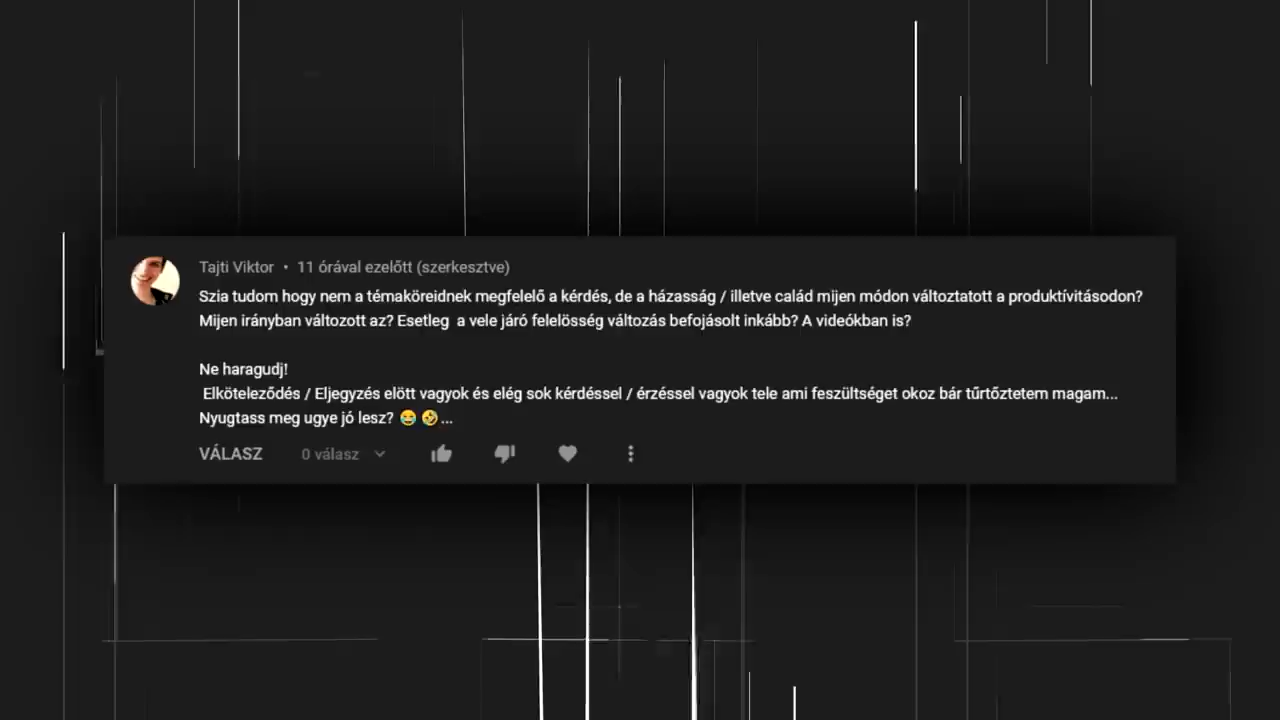 Tajti Viktor • 11 órával ezelőtt (szerkesztve)
Szia tudom hogy nem a témaköreidnek megfelelő a kérdés, de a házasság / illetve calád mijen módon változtatott a produktívitásodon?
Mijen irányban változott az? Esetleg a vele járó felelösség változás befojásolt inkább? A videókban is?
Ne haragudj!
Elköteleződés / Eljegyzés elött vagyok és elég sok kérdéssel / érzéssel vagyok tele ami feszültséget okoz bár tűrtőztetem magam...
Nyugtass meg ugye jó lesz? 😂 🤣...
VÁLASZ 0 válasz